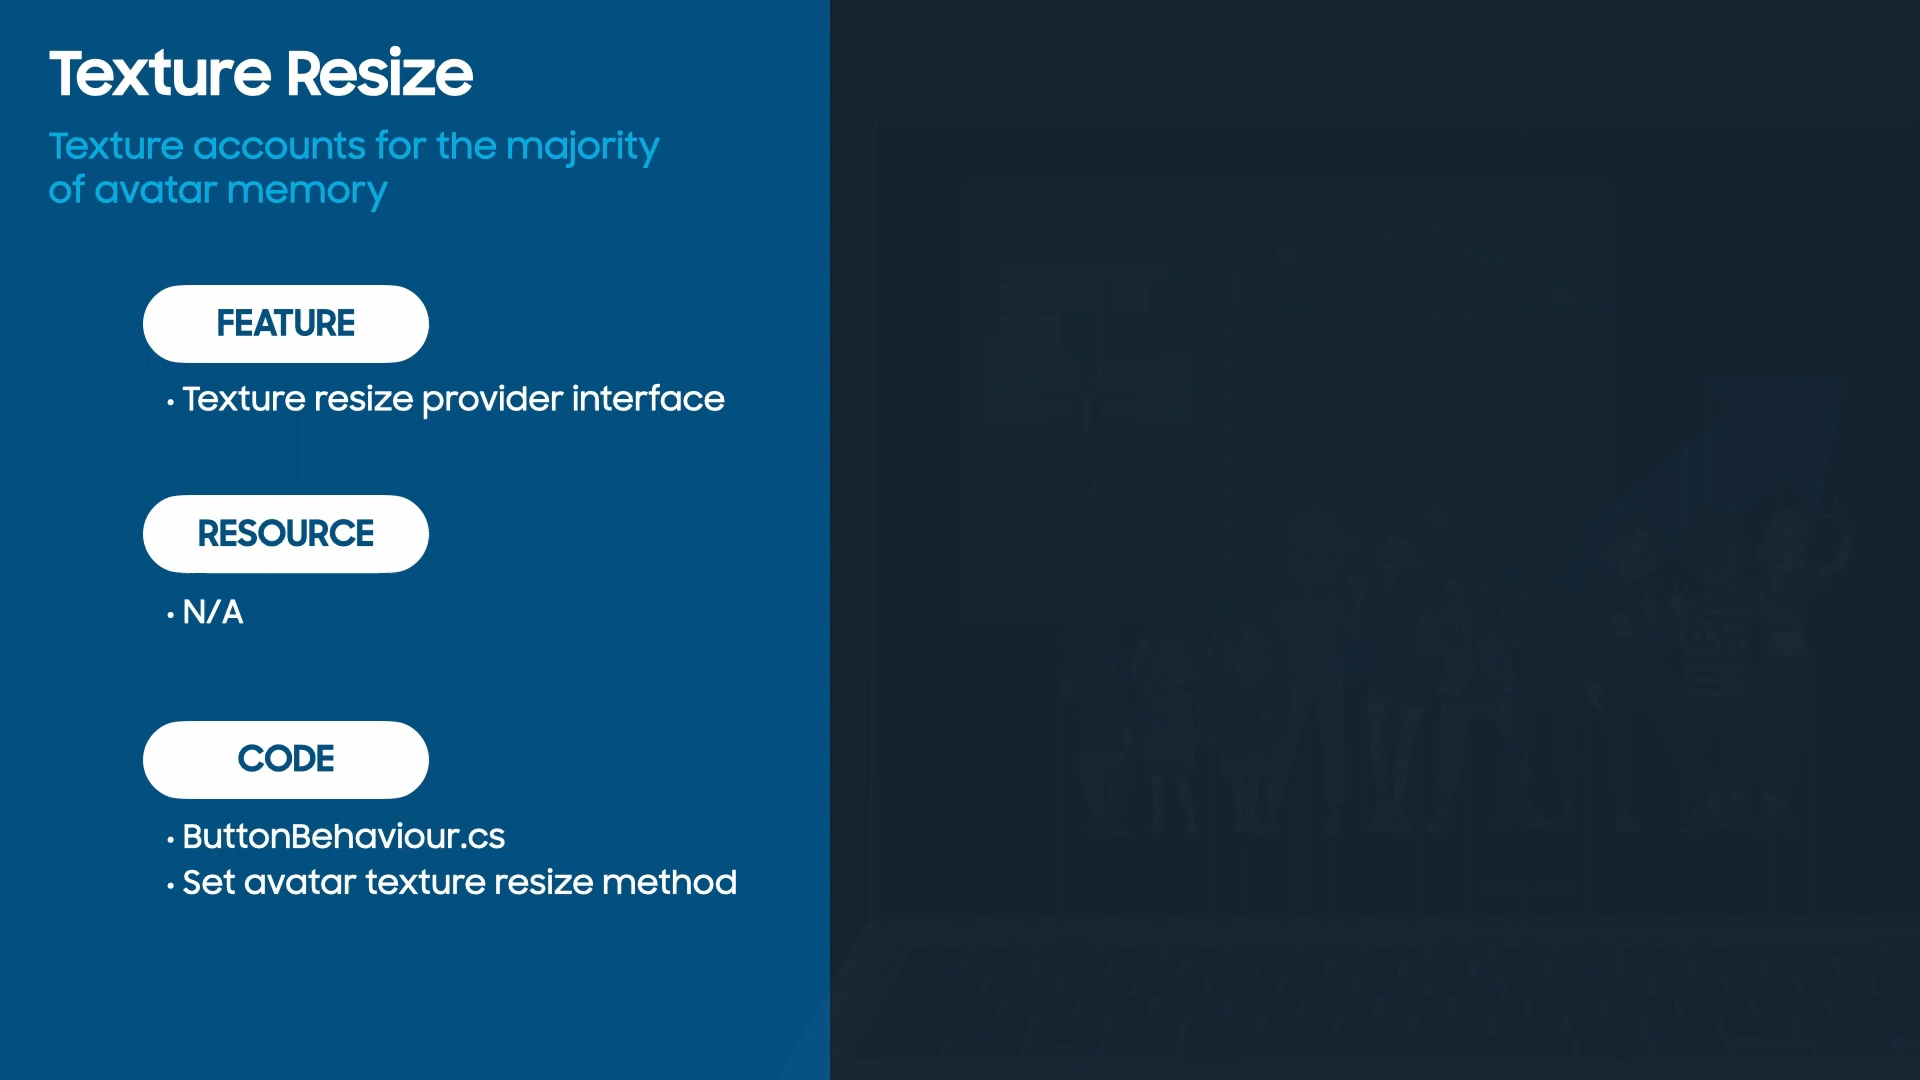 Texture Resize
Texture accounts for the majority
of avatar memory
FEATURE
• Texture resize provider interface
RESOURCE
• N/A
CODE
• ButtonBehaviour.cs
• Set avatar texture resize method